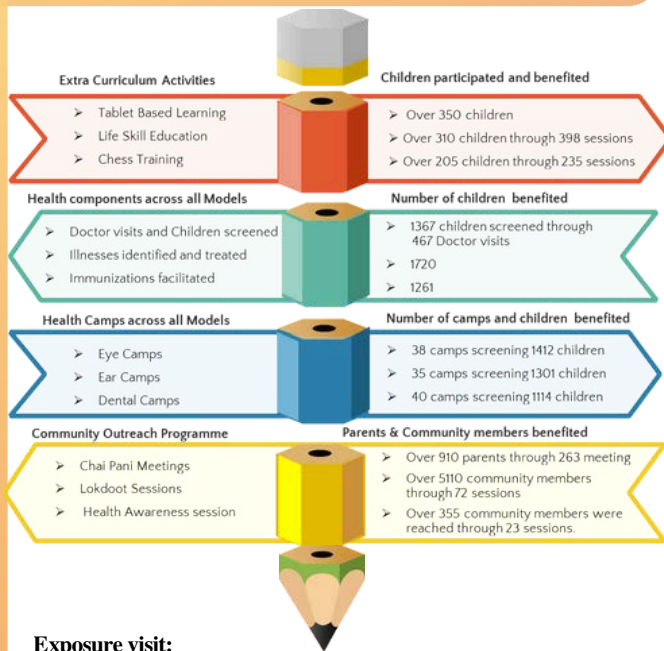 Extra Curriculum Activities
Children participated and benefited
➢ Tablet Based Learning
➢ Life Skill Education
➢ Chess Training
➢ Over 350 children
➢ Over 310 children through 398 sessions
➢ Over 205 children through 235 sessions
Health components across all Models
Number of children benefited
➢ Doctor visits and Children screened
➢ Illnesses identified and treated
➢ Immunizations facilitated
➢ 1367 children screened through
467 Doctor visits
➢ 1720
➢ 1261
Health Camps across all Models
Number of camps and children benefited
➢ Eye Camps
➢ Ear Camps
➢ Dental Camps
➢ 38 camps screening 1412 children
➢ 35 camps screening 1301 children
➢ 40 camps screening 1114 children
Community Outreach Programme
Parents & Community members benefited
➢ Chai Pani Meetings
➢ Lokdoot Sessions
➢ Health Awareness session
➢ Over 910 parents through 263 meeting
➢ Over 5110 community members
through 72 sessions
➢ Over 355 community members were
reached through 23 sessions.
Exposure visit: